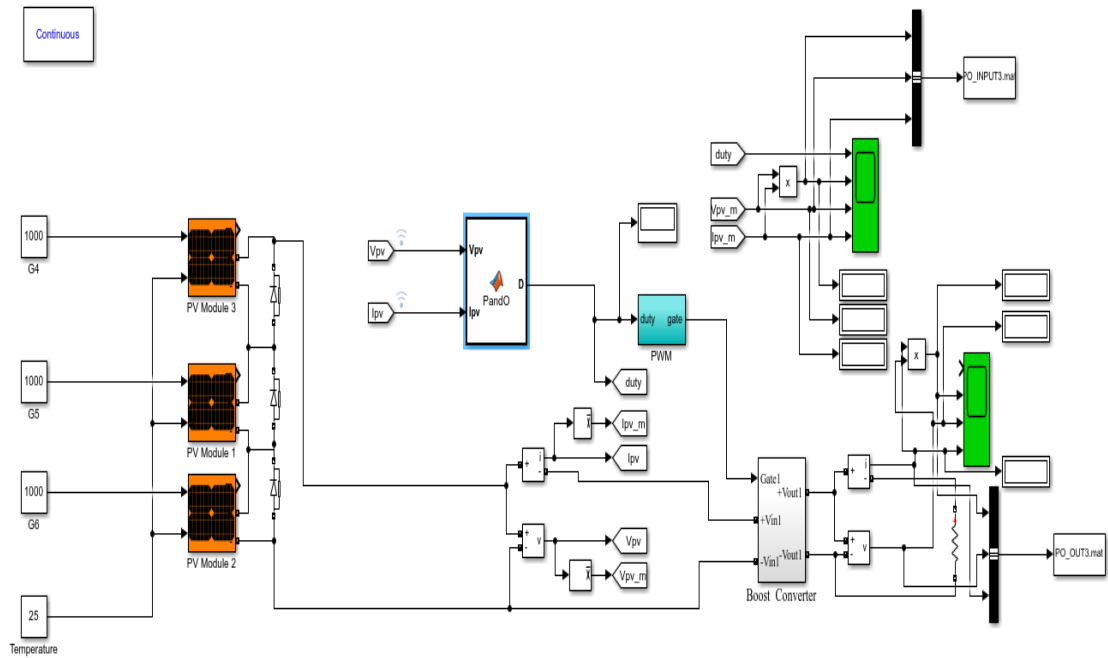 Continuous
PO_INPUT3.mat
duty
x
Vpv_m
Ipv_m
1000
G4
PV Module 3
Vpv
Ipv
Vpv
Ipv
PandO
D
duty
gate
PWM
duty
x
1000
G5
PV Module 1
x
Ipv_m
Ipv
+
i
-
1000
G6
PV Module 2
Gate1
+Vout1
+Vin1
-Vout1
-Vin1
Boost Converter
+
i
-
+
v
-
+
v
-
Vpv
x
Vpv_m
PO_OUT3.mat
25
Temperature